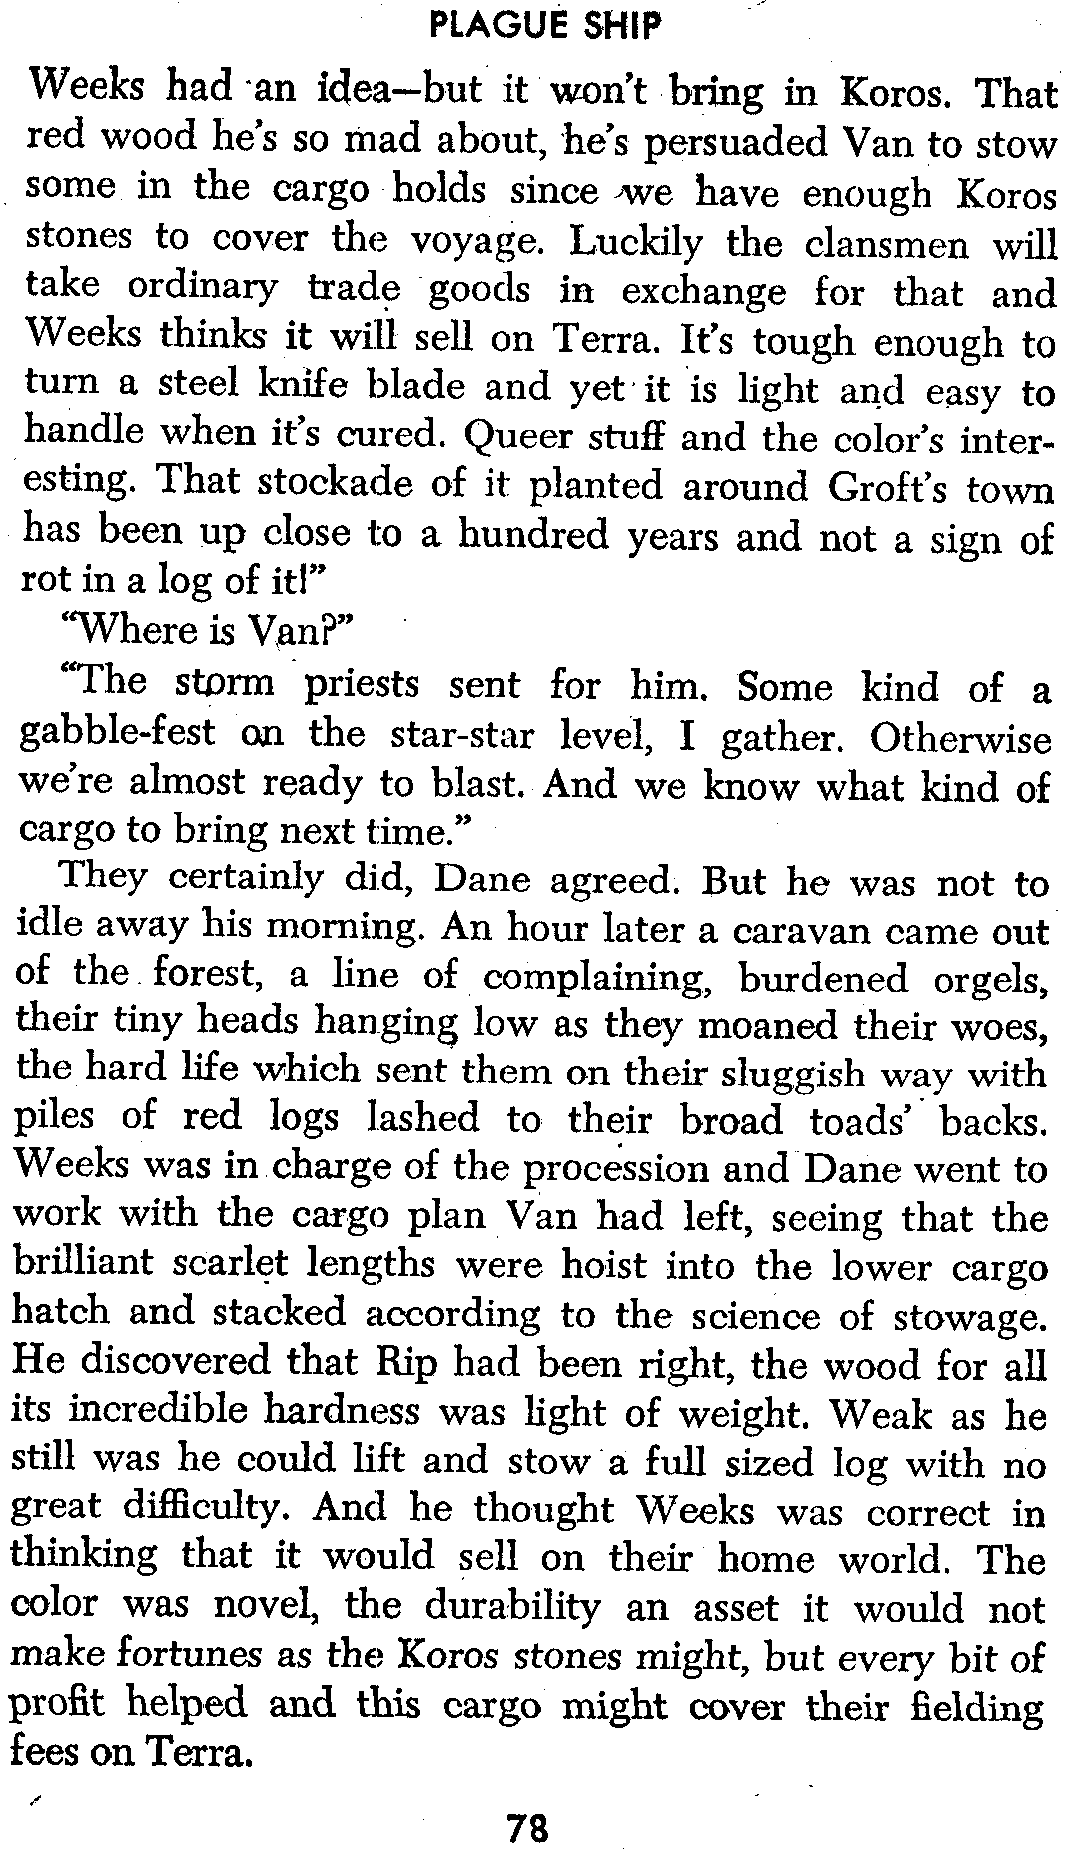 PLAGUE SHIP
Weeks had an idea—but it won't bring in Koros. That
red wood he's so mad about, he's persuaded Van to stow
some in the cargo holds since we have enough Koros
stones to cover the voyage. Luckily the clansmen will
take ordinary trade goods in exchange for that and
Weeks thinks it will sell on Terra. It's tough enough to
turn a steel knife blade and yet it is light and easy to
handle when it's cured. Queer stuff and the color's inter-
esting. That stockade of it planted around Groft's town
has been up close to a hundred years and not a sign of
rot in a log of it!”
“Where is Van?”
“The storm priests sent for him. Some kind of a
gabble-fest on the star-star level, I gather. Otherwise
we're almost ready to blast. And we know what kind of
cargo to bring next time.”
They certainly did, Dane agreed. But he was not to
idle away his morning. An hour later a caravan came out
of the forest, a line of complaining, burdened orgels,
their tiny heads hanging low as they moaned their woes,
the hard life which sent them on their sluggish way with
piles of red logs lashed to their broad toads' backs.
Weeks was in charge of the procession and Dane went to
work with the cargo plan Van had left, seeing that the
brilliant scarlet lengths were hoist into the lower cargo
hatch and stacked according to the science of stowage.
He discovered that Rip had been right, the wood for all
its incredible hardness was light of weight. Weak as he
still was he could lift and stow a full sized log with no
great difficulty. And he thought Weeks was correct in
thinking that it would sell on their home world. The
color was novel, the durability an asset it would not
make fortunes as the Koros stones might, but every bit of
profit helped and this cargo might cover their fielding
fees on Terra.
78